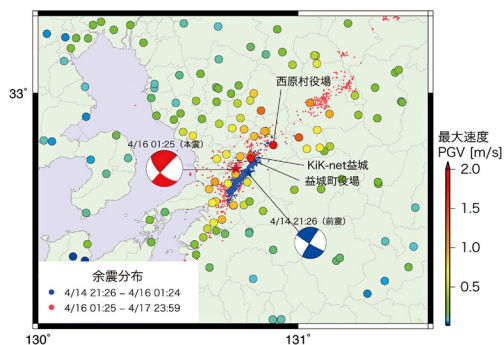 33°
西原村役場
4/16 01:25（本震）
KiK-net益城
益城町役場
4/14 21:26（前震）
余震分布
4/14 21:26 – 4/16 01:24
4/16 01:25 – 4/17 23:59
130°
131°
最大速度
PGV [m/s]
2.0
1.5
1.0
0.5